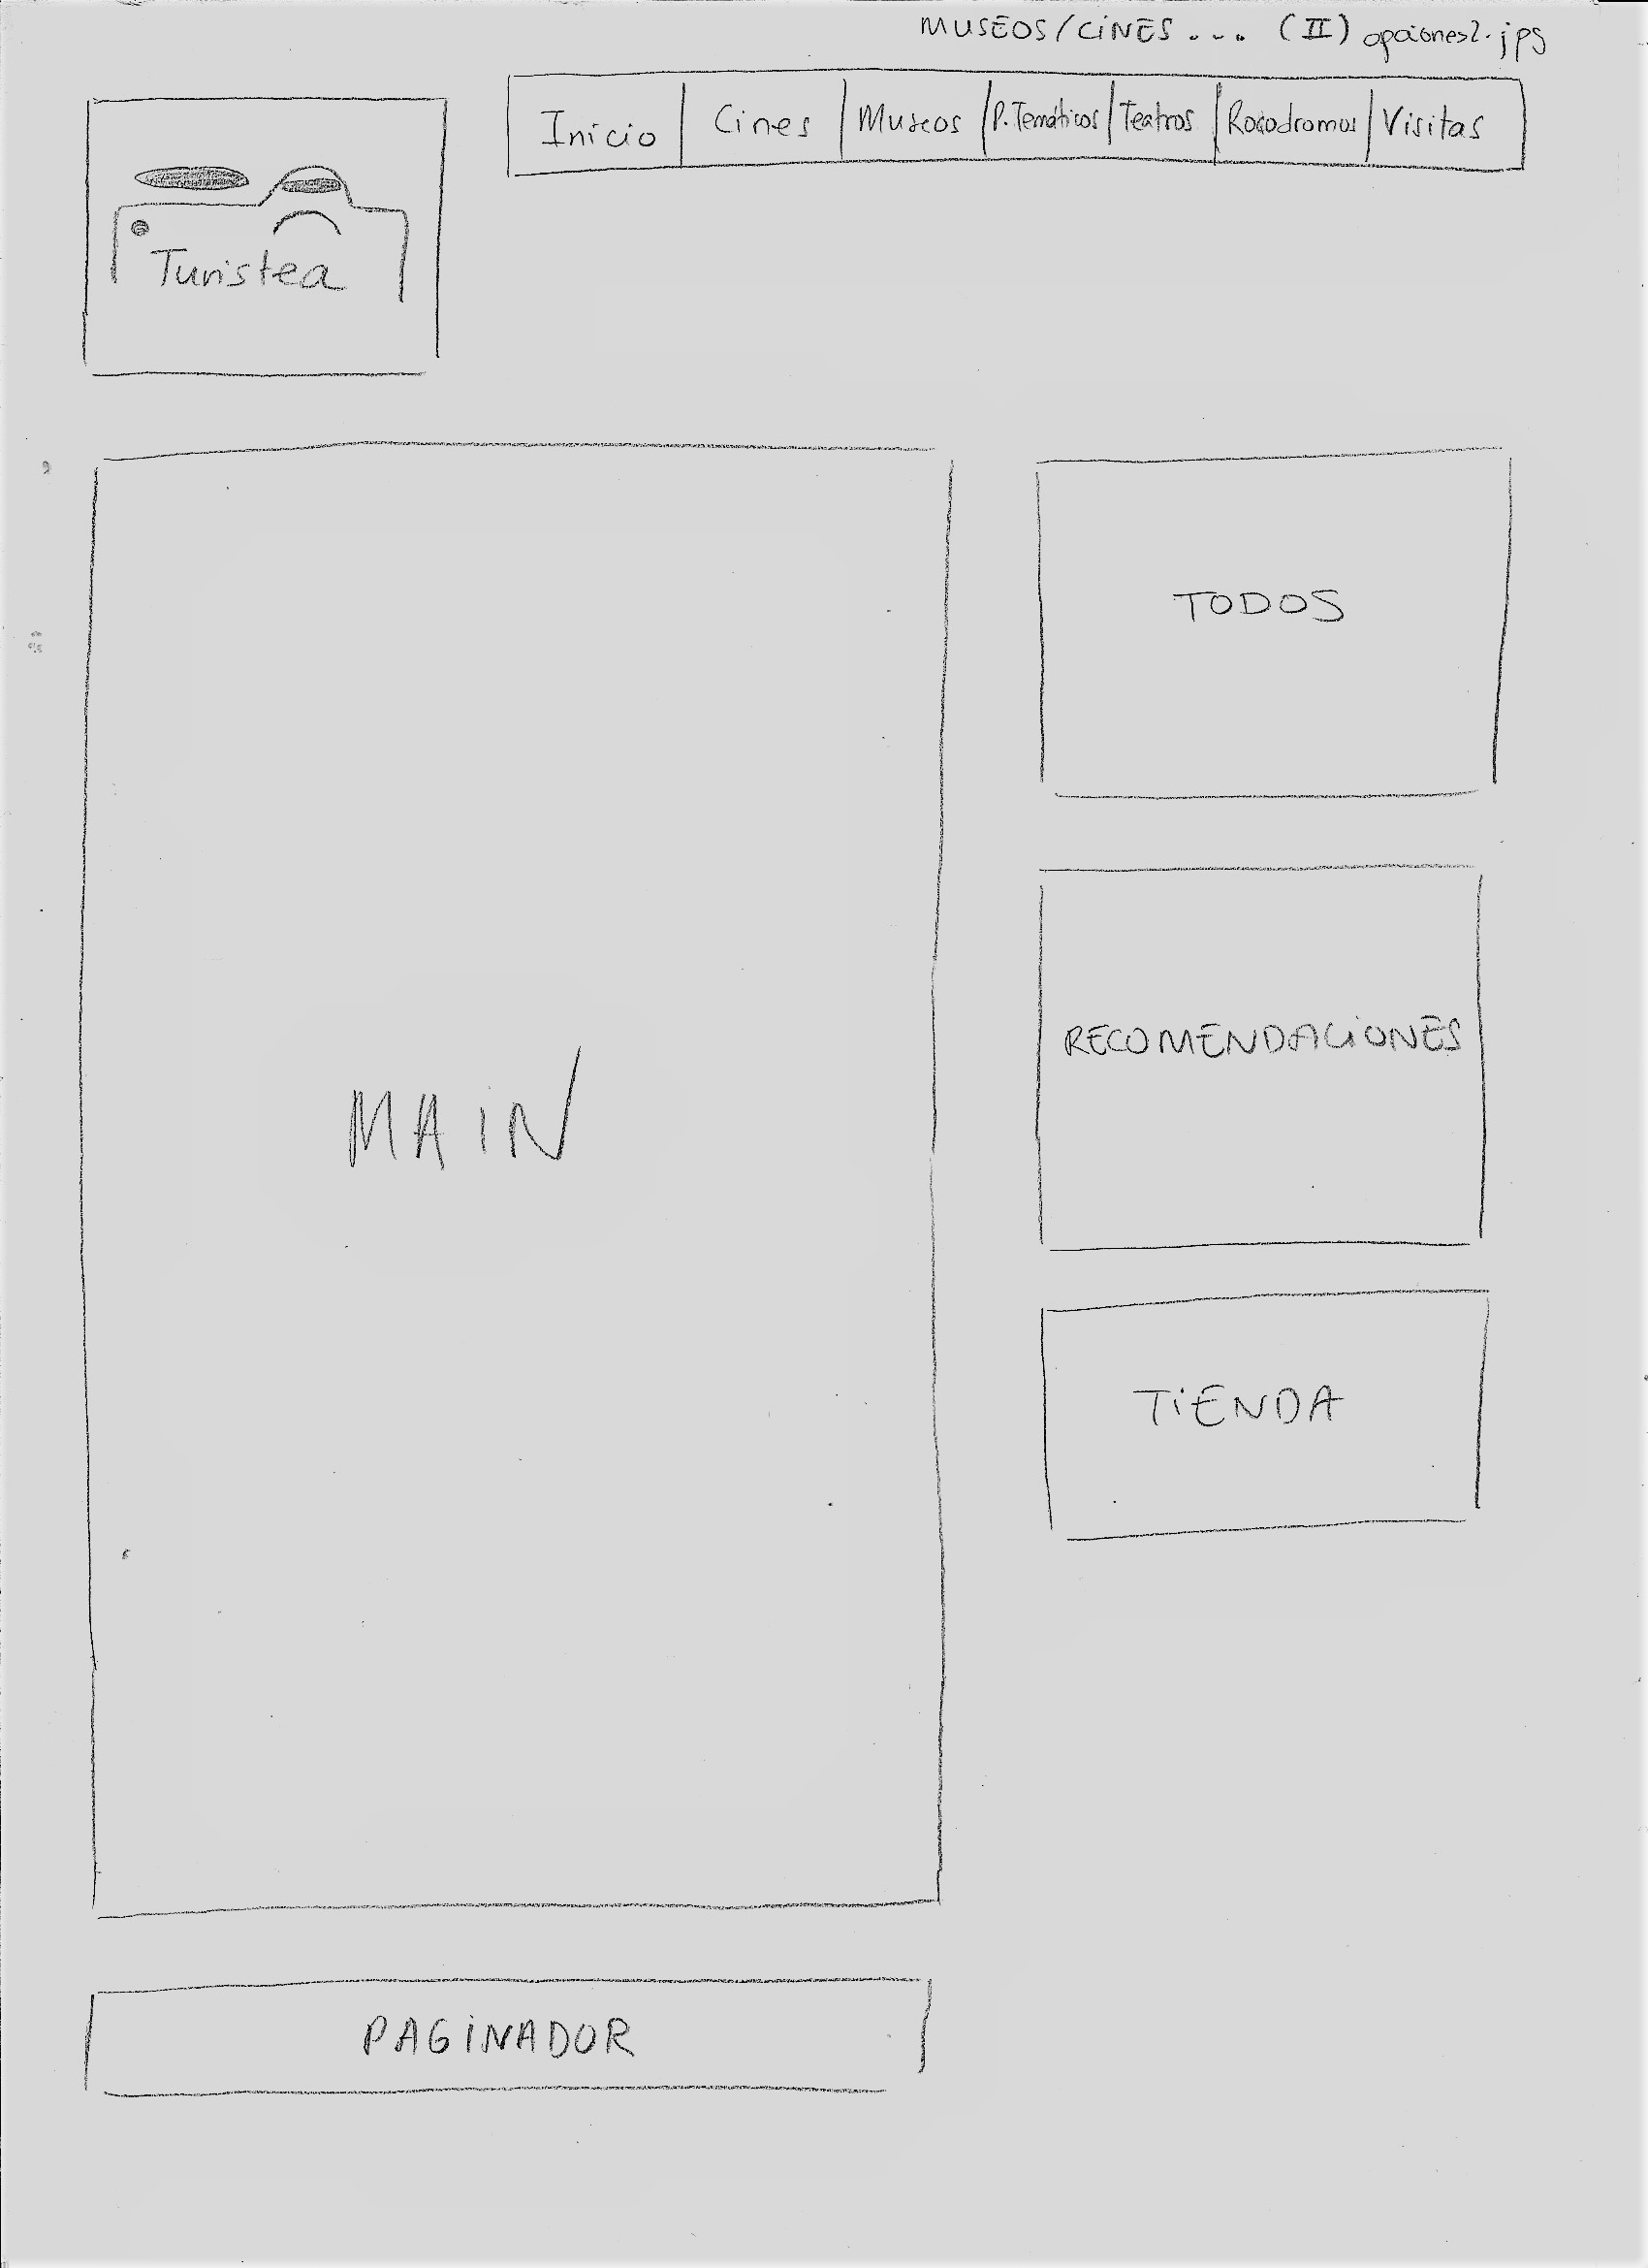 MUSEOS/CINES ... (II) opciones2.jpg
Inicio Cines Museos P.Temáticos Teatros Rocodromos Visitas
Turistea
TODOS
RECOMENDACIONES
MAIN
TIENDA
PAGINADOR